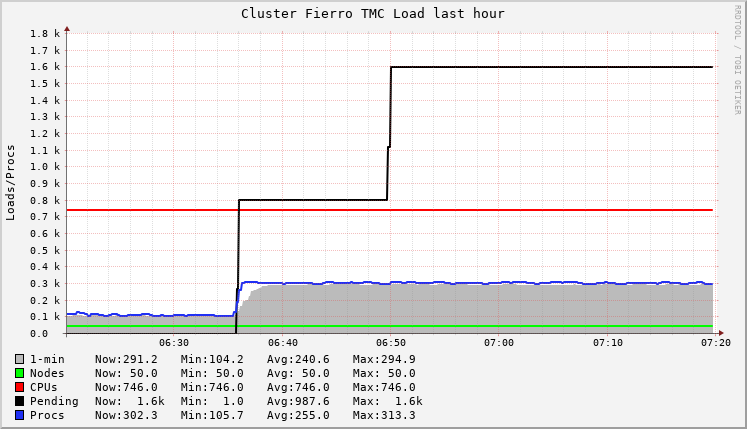 Cluster Fierro TMC Load last hour
RRDTOOL / TOBI OETIKER
Loads/Procs
1.8 k
1.7 k
1.6 k
1.5 k
1.4 k
1.3 k
1.2 k
1.1 k
1.0 k
0.9 k
0.8 k
0.7 k
0.6 k
0.5 k
0.4 k
0.3 k
0.2 k
0.1 k
0.0
06:30 06:40 06:50 07:00 07:10 07:20
1-min Now:291.2 Min:104.2 Avg:240.6 Max:294.9
Nodes Now: 50.0 Min: 50.0 Avg: 50.0 Max: 50.0
CPUs Now:746.0 Min:746.0 Avg:746.0 Max:746.0
Pending Now: 1.6k Min: 1.0 Avg:987.6 Max: 1.6k
Procs Now:302.3 Min:105.7 Avg:255.0 Max:313.3